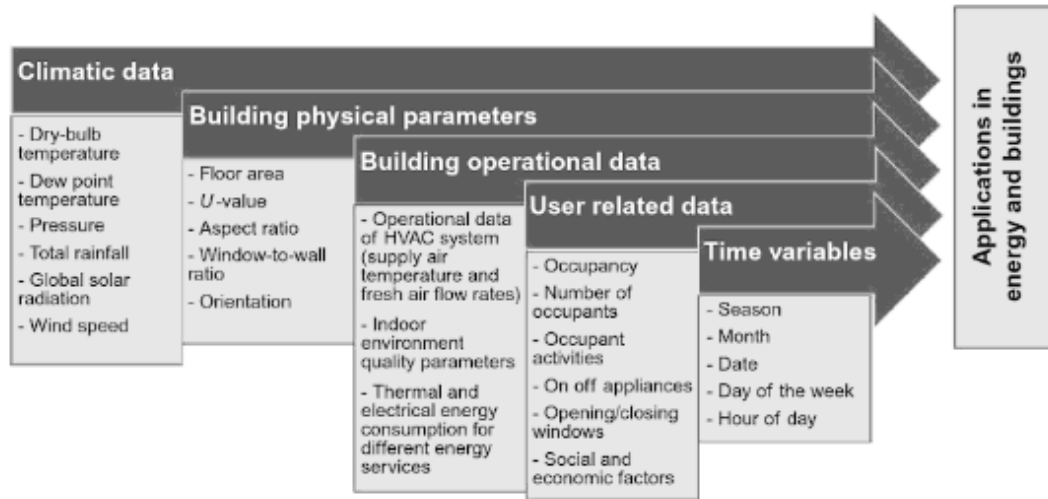 Climatic data
- Dry-bulb
temperature
- Dew point
temperature
- Pressure
- Total rainfall
- Global solar
radiation
- Wind speed
Building physical parameters
- Floor area
- U-value
- Aspect ratio
- Window-to-wall
ratio
- Orientation
Building operational data
- Operational data
of HVAC system
(supply air
temperature and
fresh air flow rates)
- Indoor
environment
quality parameters
- Thermal and
electrical energy
consumption for
different energy
services
User related data
- Occupancy
- Number of
occupants
- Occupant
activities
- On off appliances
- Opening/closing
windows
- Social and
economic factors
Time variables
- Season
- Month
- Date
- Day of the week
- Hour of day
Applications in
energy and buildings